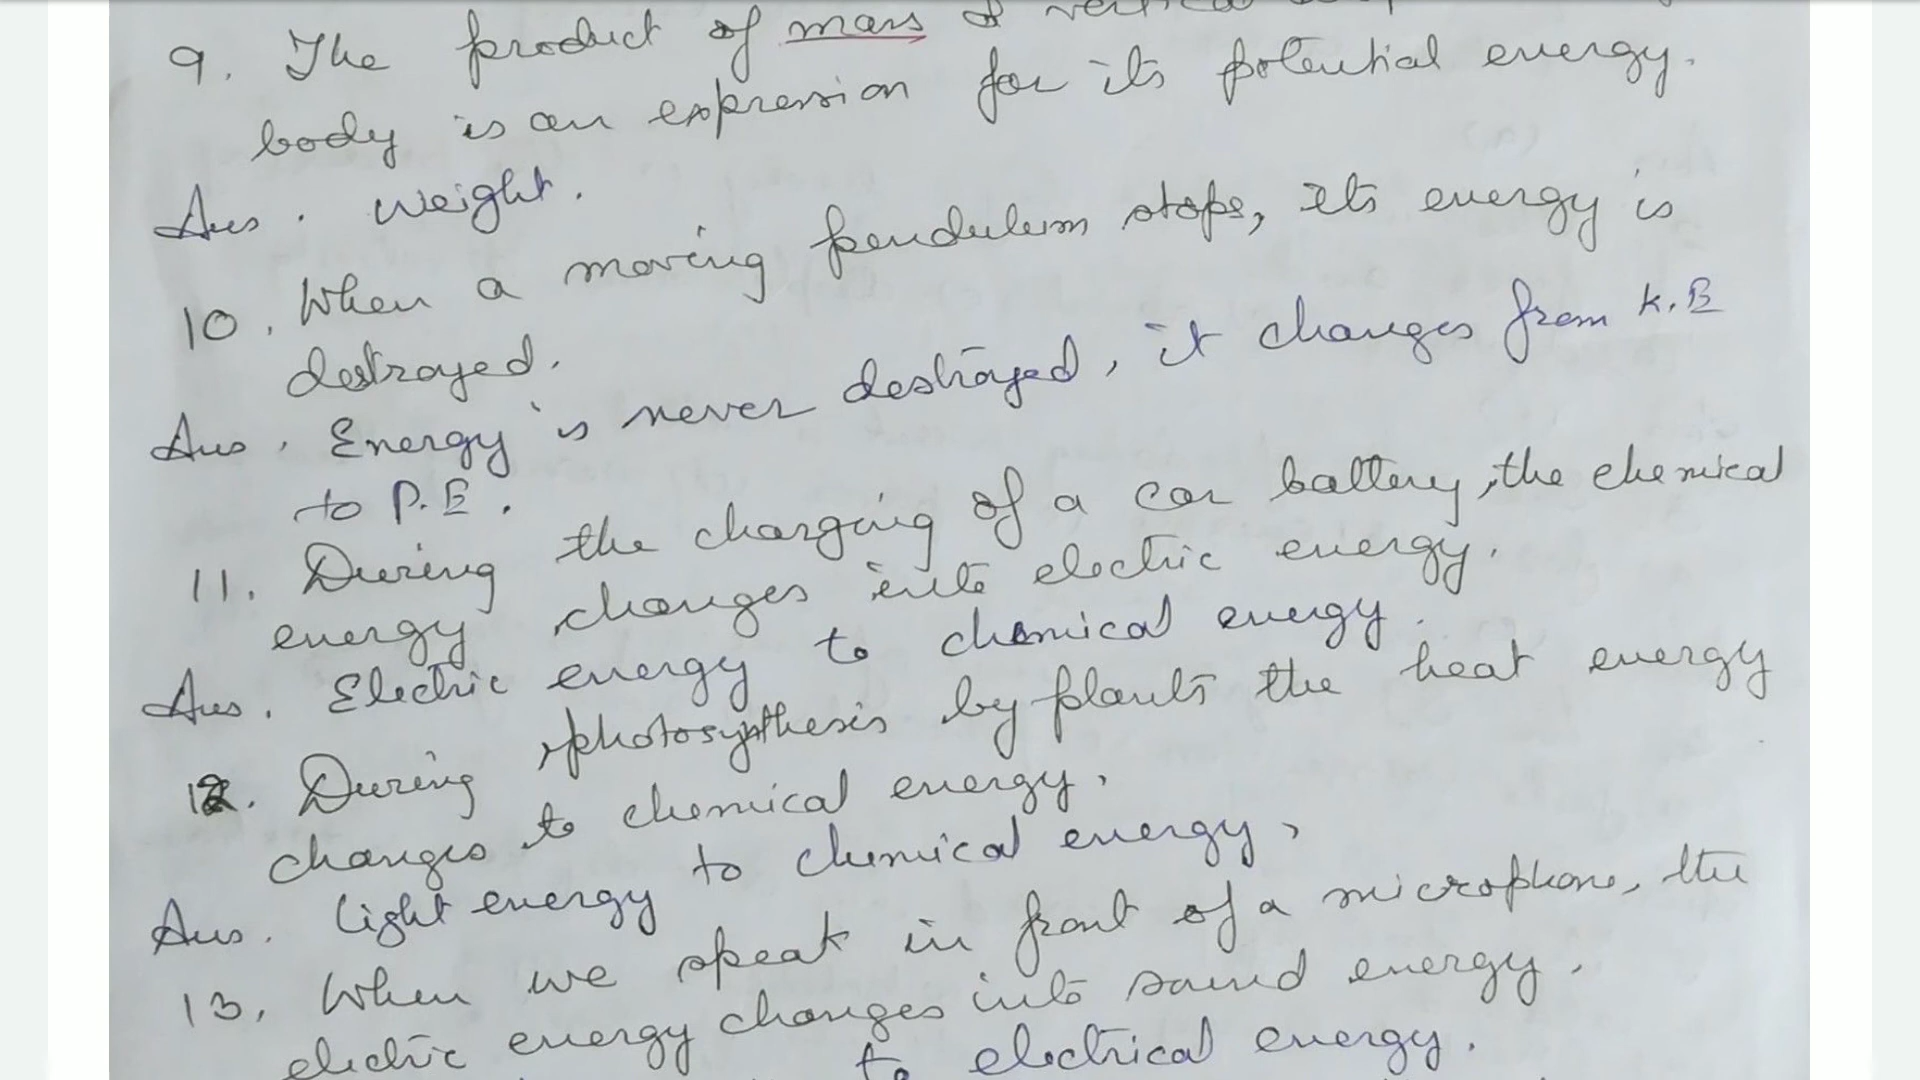 9. The product of mass & vertical
body is an expression for its potential energy.
Ans. Weight.
10. When a moving pendulum stops, its energy is
destroyed.
Ans. Energy is never destroyed, it changes from K.E
to P.E.
11. During the charging of a car battery, the chemical
energy changes into electric energy.
Ans. Electric energy to chemical energy.
12. During photosynthesis by plants the heat energy
changes to chemical energy.
Ans. light energy to chemical energy,
13. When we speak in front of a microphone, the
electric energy changes into sound energy.
to electrical energy.